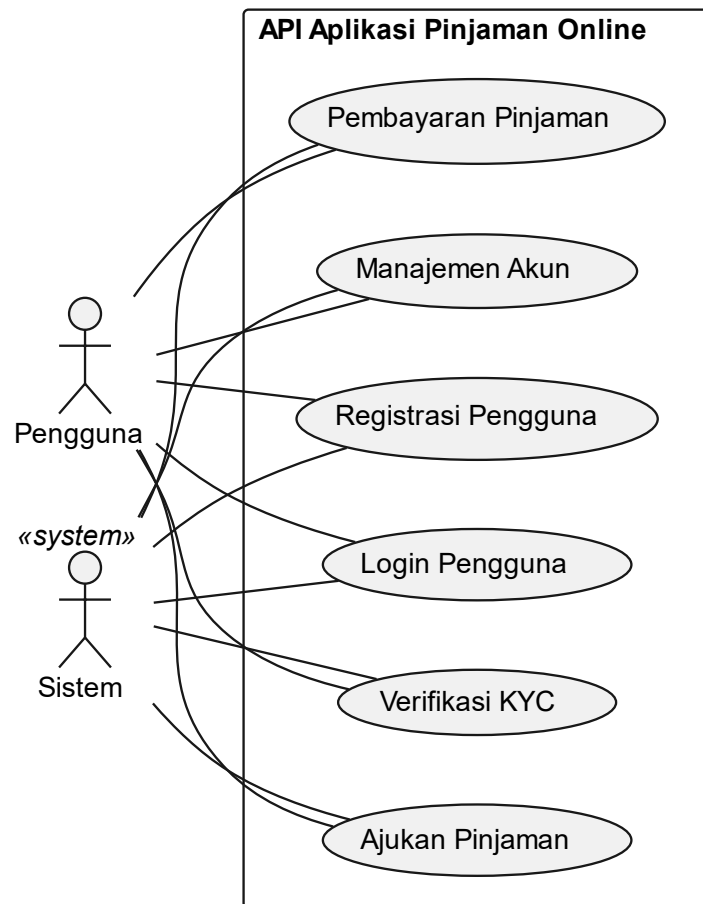 API Aplikasi Pinjaman Online
Pembayaran Pinjaman
Manajemen Akun
Pengguna
Registrasi Pengguna
«system»
Login Pengguna
Sistem
Verifikasi KYC
Ajukan Pinjaman